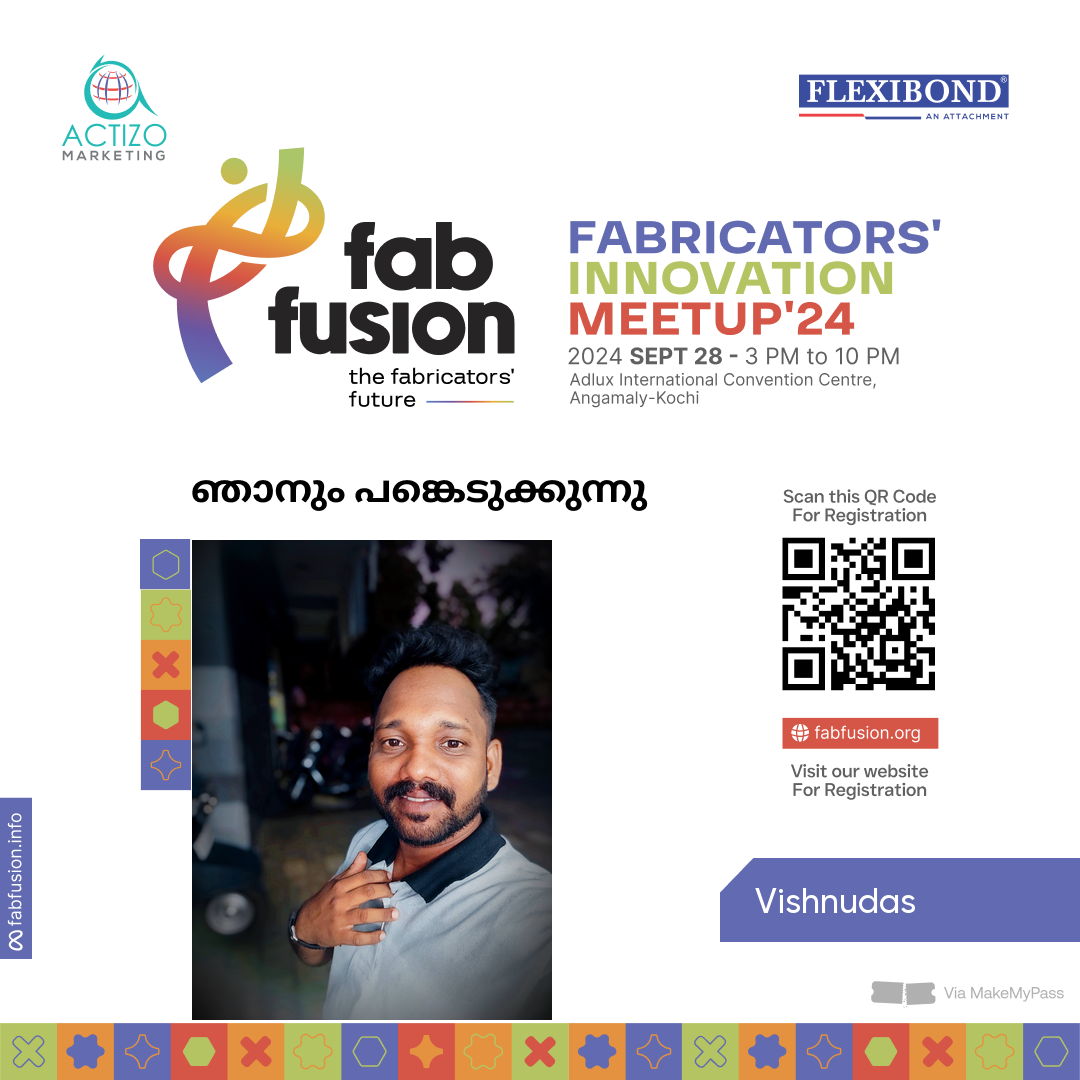 ACTIZO
MARKETING
FLEXIBOND®
AN ATTACHMENT
fab
fusion
the fabricators'
future
FABRICATORS'
INNOVATION
MEETUP'24
2024 SEPT 28 - 3 PM to 10 PM
Adlux International Convention Centre,
Angamaly-Kochi
ഞാനും പങ്കെടുക്കുന്നു
Scan this QR Code
For Registration
fabfusion.org
Visit our website
For Registration
fabfusion.info
Vishnudas
Via MakeMyPass